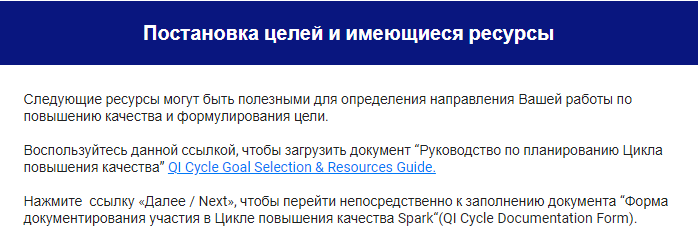 Постановка целей и имеющиеся ресурсы
Следующие ресурсы могут быть полезными для определения направления Вашей работы по
повышению качества и формулирования цели.
Воспользуйтесь данной ссылкой, чтобы загрузить документ “Руководство по планированию Цикла
повышения качества” QI Cycle Goal Selection & Resources Guide.
Нажмите  ссылку «Далее / Next», чтобы перейти непосредственно к заполнению документа “Форма
документирования участия в Цикле повышения качества Spark“(QI Cycle Documentation Form).